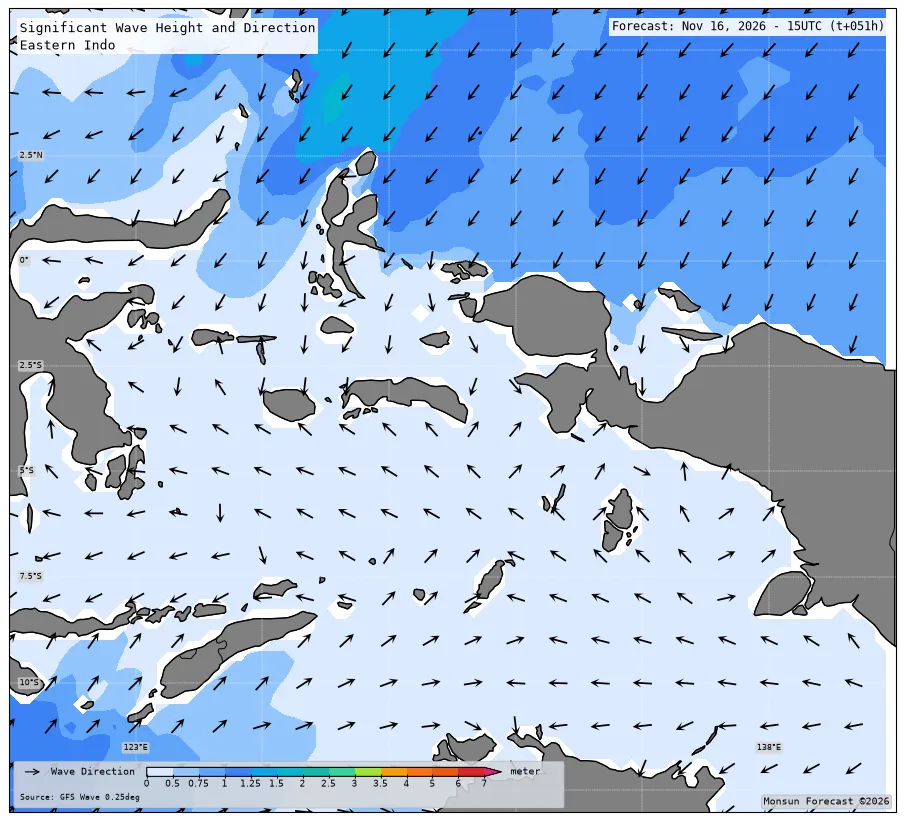 Significant Wave Height and Direction
Eastern Indo
Forecast: Nov 16, 2026 - 15UTC (t+051h)
2.5°N
0°
2.5°S
5°S
7.5°S
10°S
123°E
138°E
Wave Direction
meter
0 0.5 0.75 1 1.25 1.5 2 2.5 3 3.5 4 5 6 7
Source: GFS Wave 0.25deg
Monsun Forecast ©2026